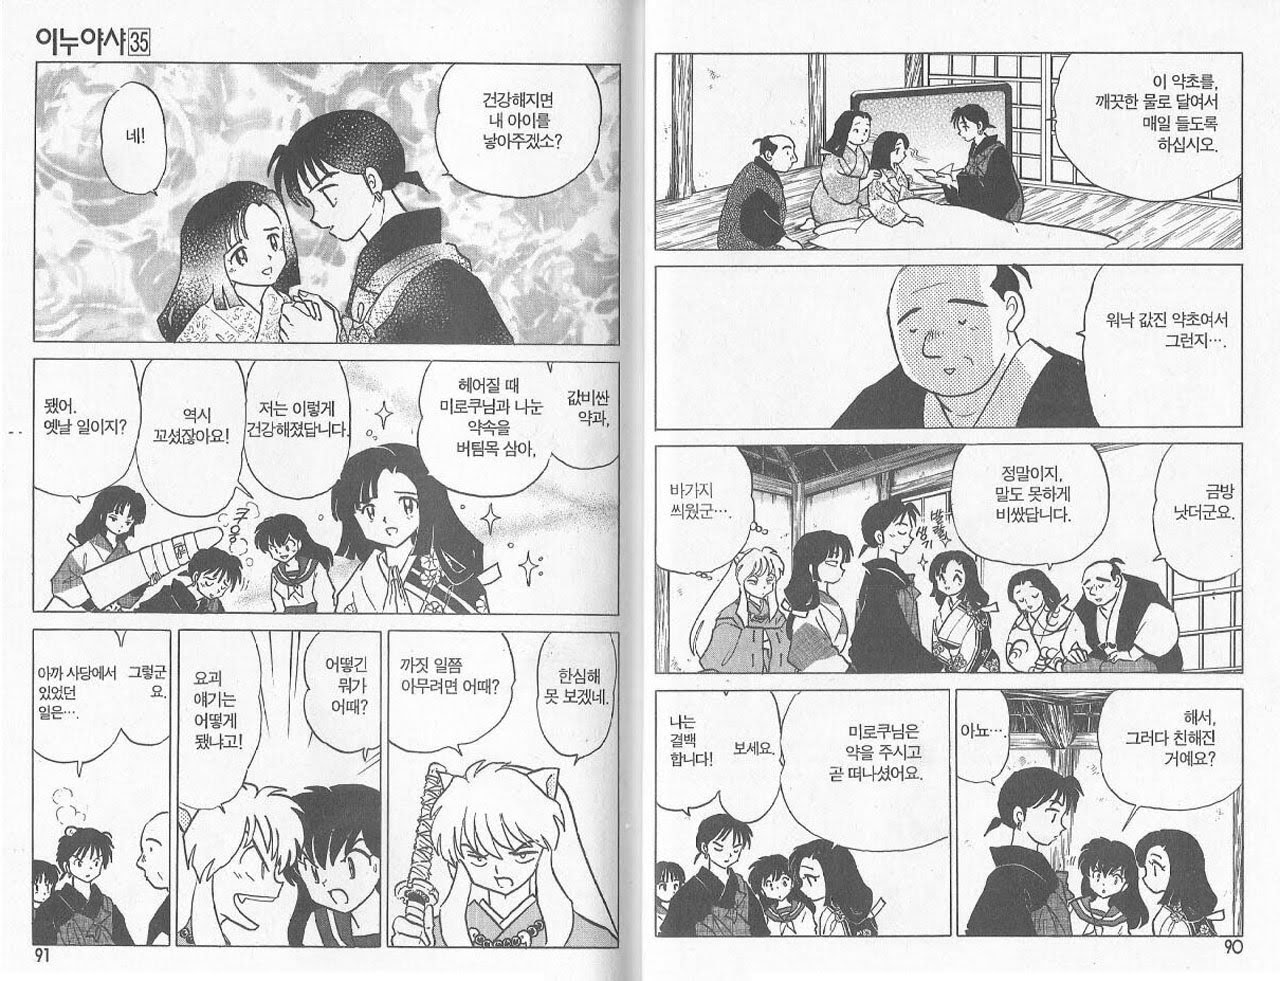 이 약초를,
깨끗한 물로 달여서
매일 들도록
하십시오.
워낙 값진 약초여서
그런지….
금방
낫더군요.
정말이지,
말도 못하게
비쌌답니다.
발랄
생기
바가지
씌웠군….
해서,
그러다 친해진
거예요?
아뇨….
미로쿠님은
약을 주시고
곧 떠나셨어요.
보세요.
나는
결백
합니다!
90
이누야샤 35
건강해지면
내 아이를
낳아주겠소?
네!
값비싼
약과,
헤어질 때
미로쿠님과 나눈
약속을
버팀목 삼아,
저는 이렇게
건강해졌답니다.
역시
꼬셨잖아요!
쿠웅
됐어.
옛날 일이지?
한심해
못 보겠네.
까짓 일쯤
아무려면 어때?
어떻긴
뭐가
어때?
요괴
얘기는
어떻게
됐냐고!
그렇군
요.
아까 사당에서
있었던
일은….
91